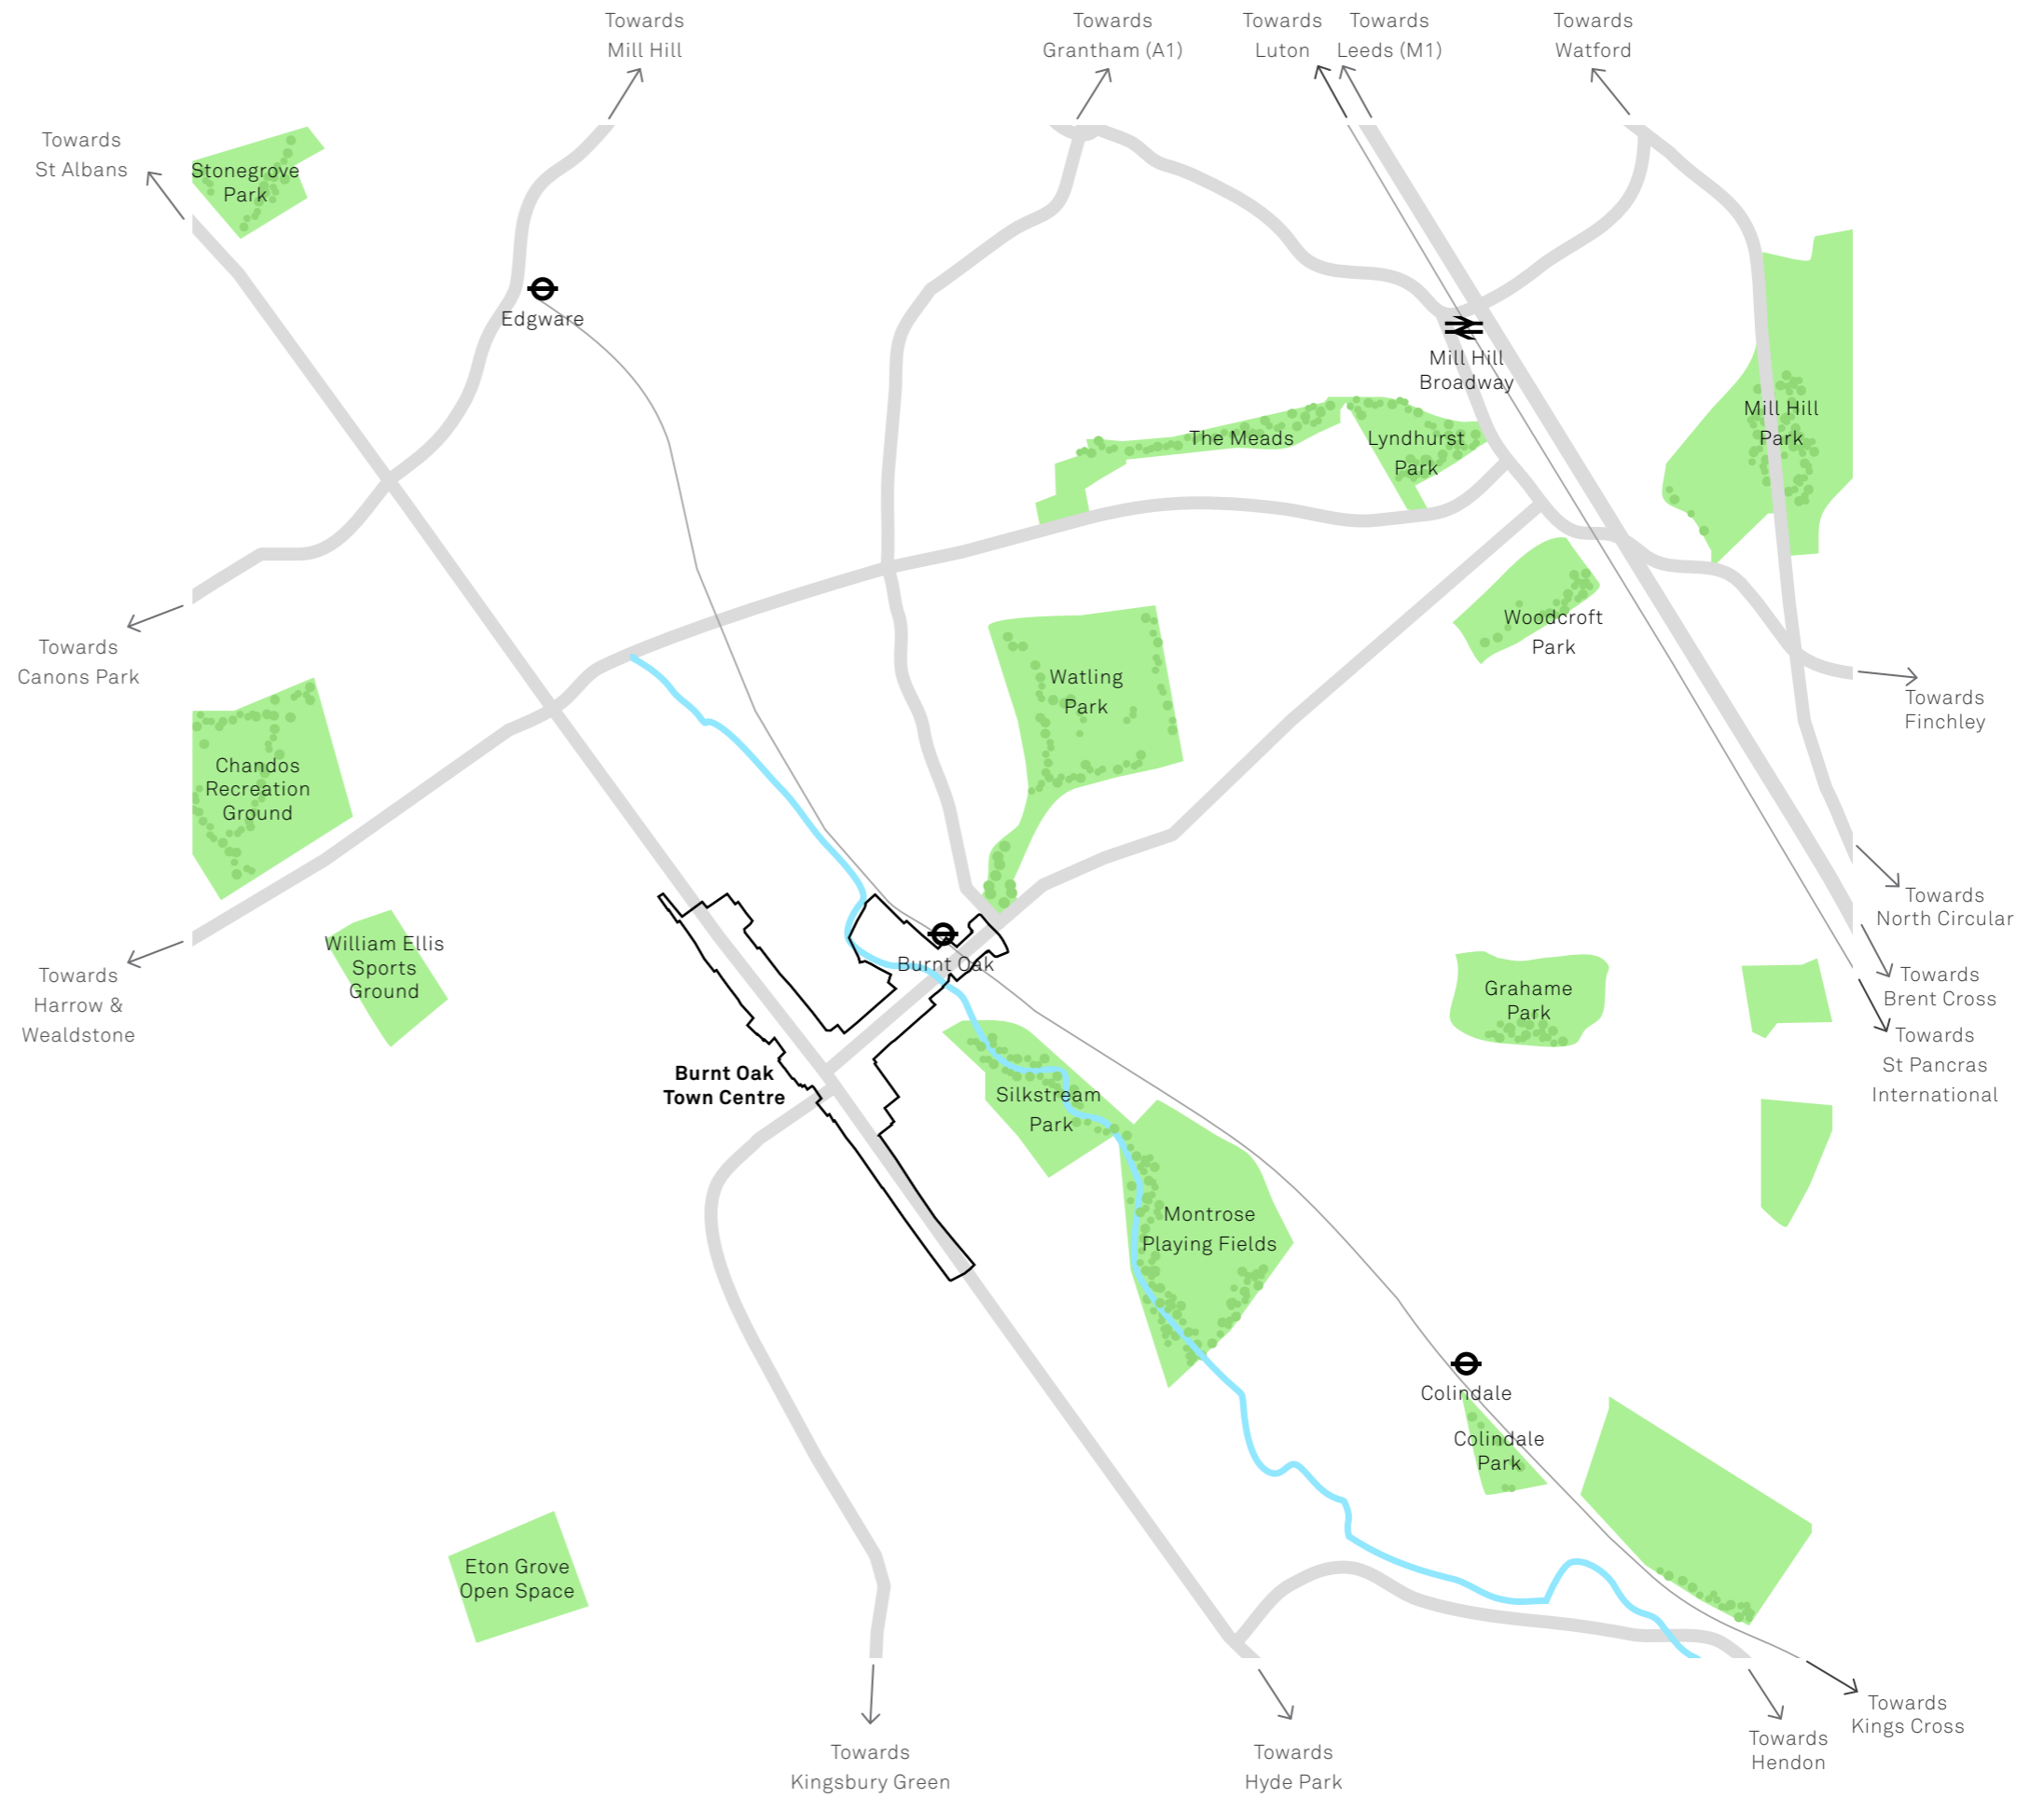 Towards
Mill Hill
Towards
Grantham (A1)
Towards
Luton
Towards
Leeds (M1)
Towards
Watford
Towards
St Albans
Stonegrove
Park
Edgware
Mill Hill
Broadway
Mill Hill
Park
The Meads
Lyndhurst
Park
Woodcroft
Park
Towards
Canons Park
Watling
Park
Towards
Finchley
Chandos
Recreation
Ground
Towards
North Circular
William Ellis
Sports
Ground
Burnt Oak
Towards
Harrow &
Wealdstone
Grahame
Park
Towards
Brent Cross
Towards
St Pancras
International
Burnt Oak
Town Centre
Silkstream
Park
Montrose
Playing Fields
Colindale
Colindale
Park
Eton Grove
Open Space
Towards
Kings Cross
Towards
Hendon
Towards
Kingsbury Green
Towards
Hyde Park